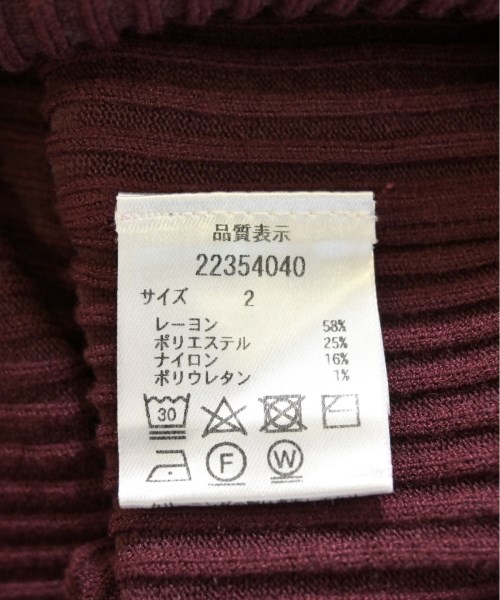 品質表示
22354040
サイズ 2
レーヨン 58%
ポリエステル 25%
ナイロン 16%
ポリウレタン 1%
30
F W